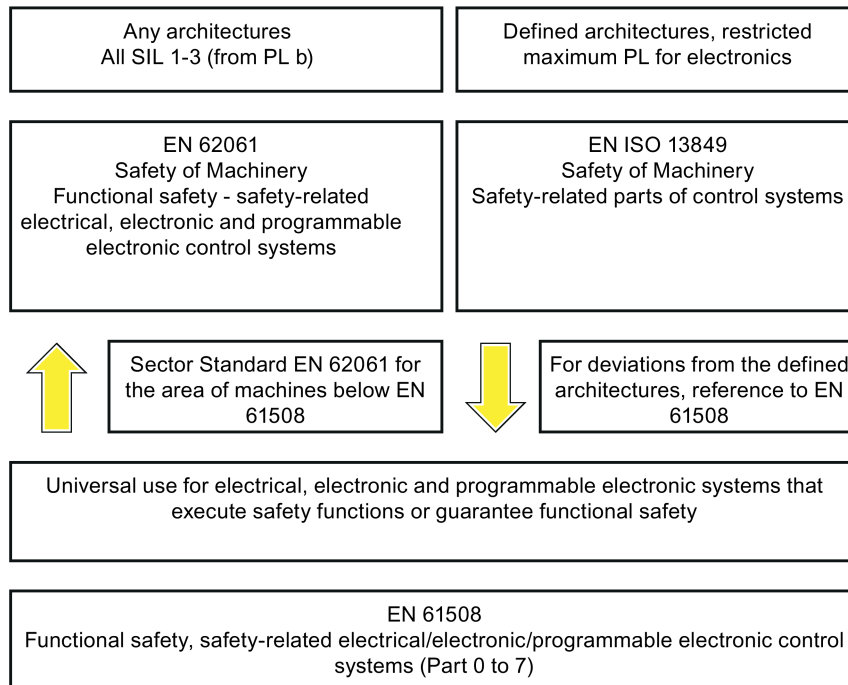 Any architectures
All SIL 1-3 (from PL b)
Defined architectures, restricted
maximum PL for electronics
EN 62061
Safety of Machinery
Functional safety - safety-related
electrical, electronic and programmable
electronic control systems
EN ISO 13849
Safety of Machinery
Safety-related parts of control systems
Sector Standard EN 62061 for
the area of machines below EN
61508
For deviations from the defined
architectures, reference to EN
61508
Universal use for electrical, electronic and programmable electronic systems that
execute safety functions or guarantee functional safety
EN 61508
Functional safety, safety-related electrical/electronic/programmable electronic control
systems (Part 0 to 7)